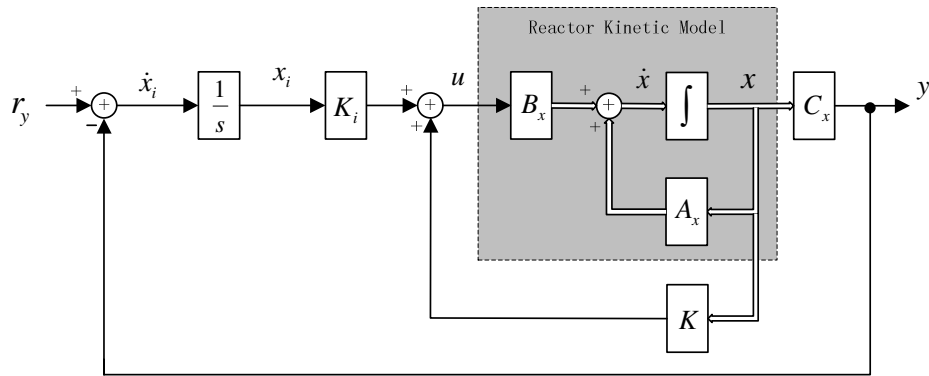 Reactor Kinetic Model
r_y
+
−
ẋ_i
1/s
x_i
K_i
+
+
u
B_x
+
+
+
+
ẋ
∫
x
C_x
y
A_x
K